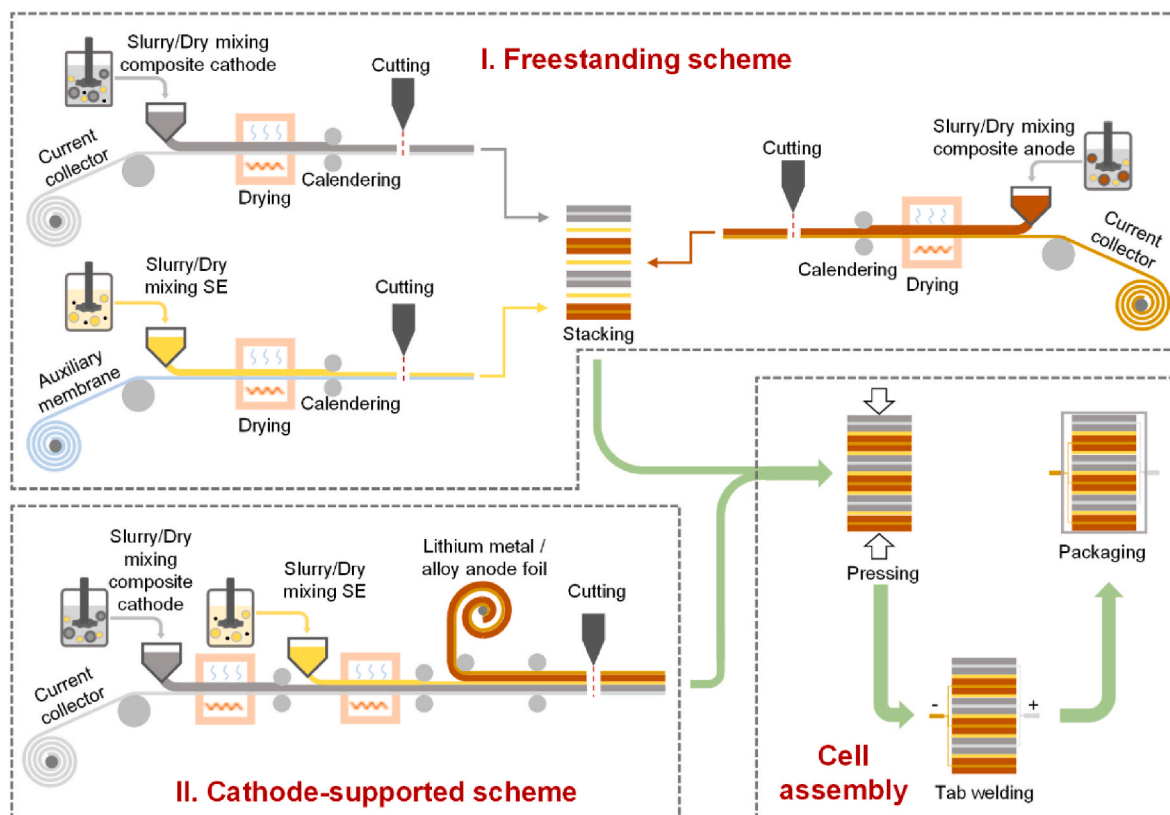 I. Freestanding scheme
Slurry/Dry mixing
composite cathode
Current
collector
Drying
Calendering
Cutting
Slurry/Dry
mixing SE
Auxiliary
membrane
Drying
Calendering
Cutting
Stacking
Slurry/Dry mixing
composite anode
Current
collector
Drying
Calendering
Cutting
Slurry/Dry
mixing
composite
cathode
Current
collector
Slurry/Dry
mixing SE
Lithium metal /
alloy anode foil
Cutting
II. Cathode-supported scheme
Pressing
-
+
Tab welding
Packaging
Cell
assembly